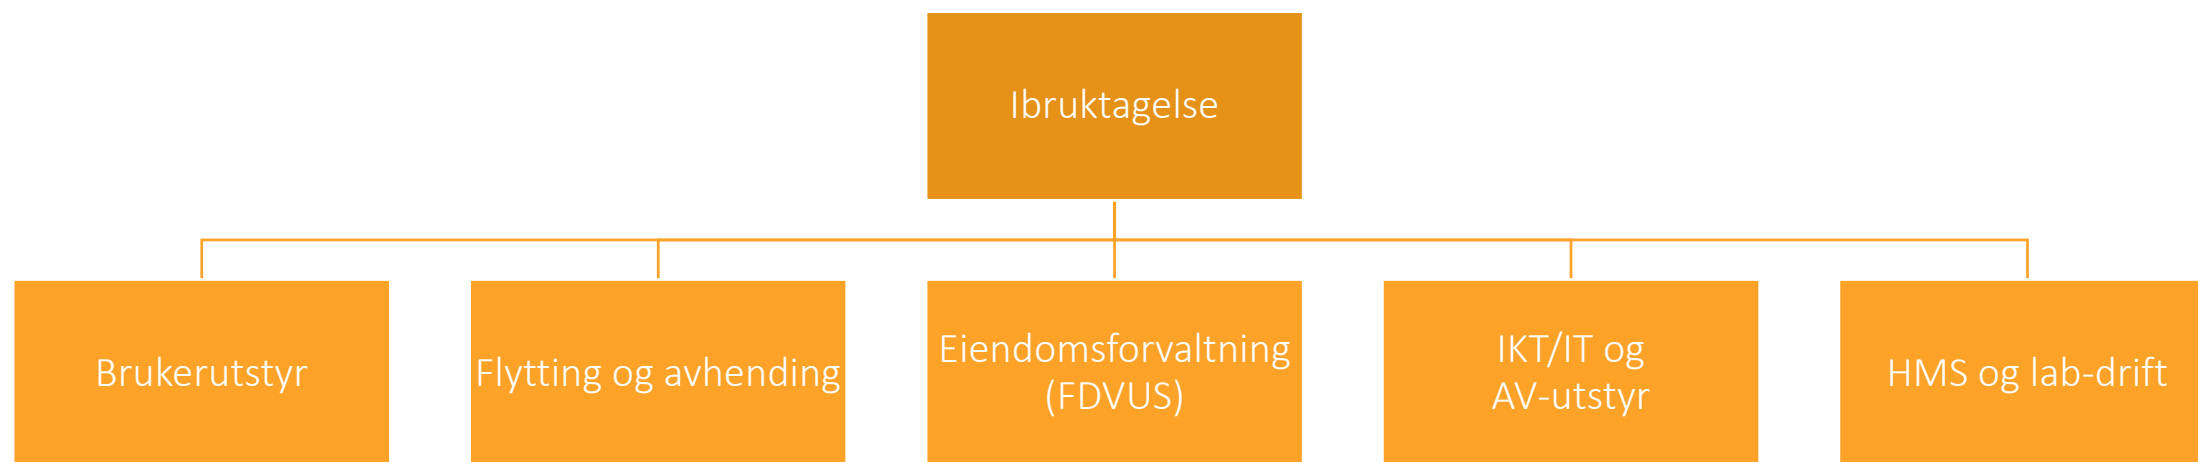 Ibruktagelse
Brukerutstyr
Flytting og avhending
Eiendomsforvaltning
(FDVUS)
IKT/IT og
AV-utstyr
HMS og lab-drift